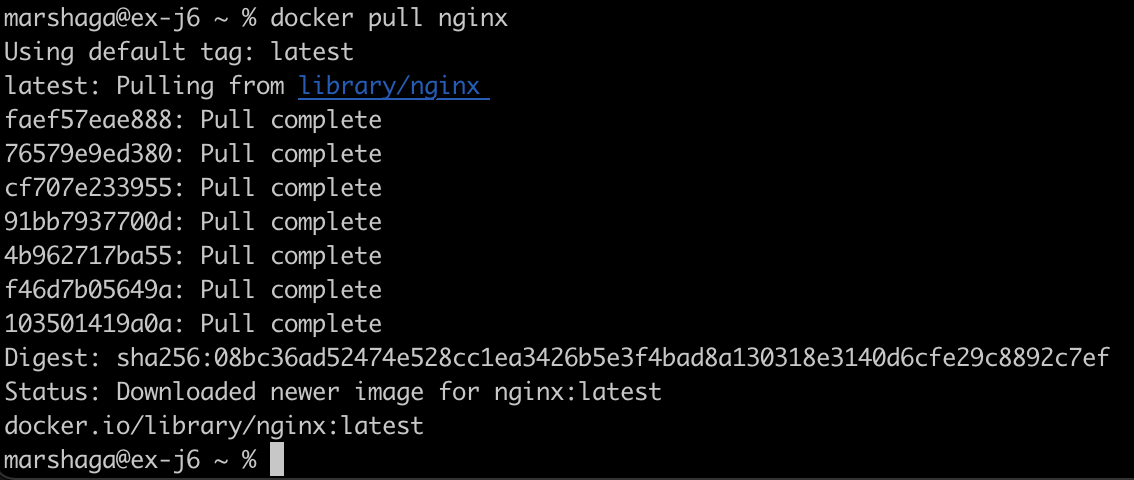 marshaga@ex-j6 ~ % docker pull nginx
Using default tag: latest
latest: Pulling from library/nginx
faef57eae888: Pull complete
76579e9ed380: Pull complete
cf707e233955: Pull complete
91bb7937700d: Pull complete
4b962717ba55: Pull complete
f46d7b05649a: Pull complete
103501419a0a: Pull complete
Digest: sha256:08bc36ad52474e528cc1ea3426b5e3f4bad8a130318e3140d6cfe29c8892c7ef
Status: Downloaded newer image for nginx:latest
docker.io/library/nginx:latest
marshaga@ex-j6 ~ %